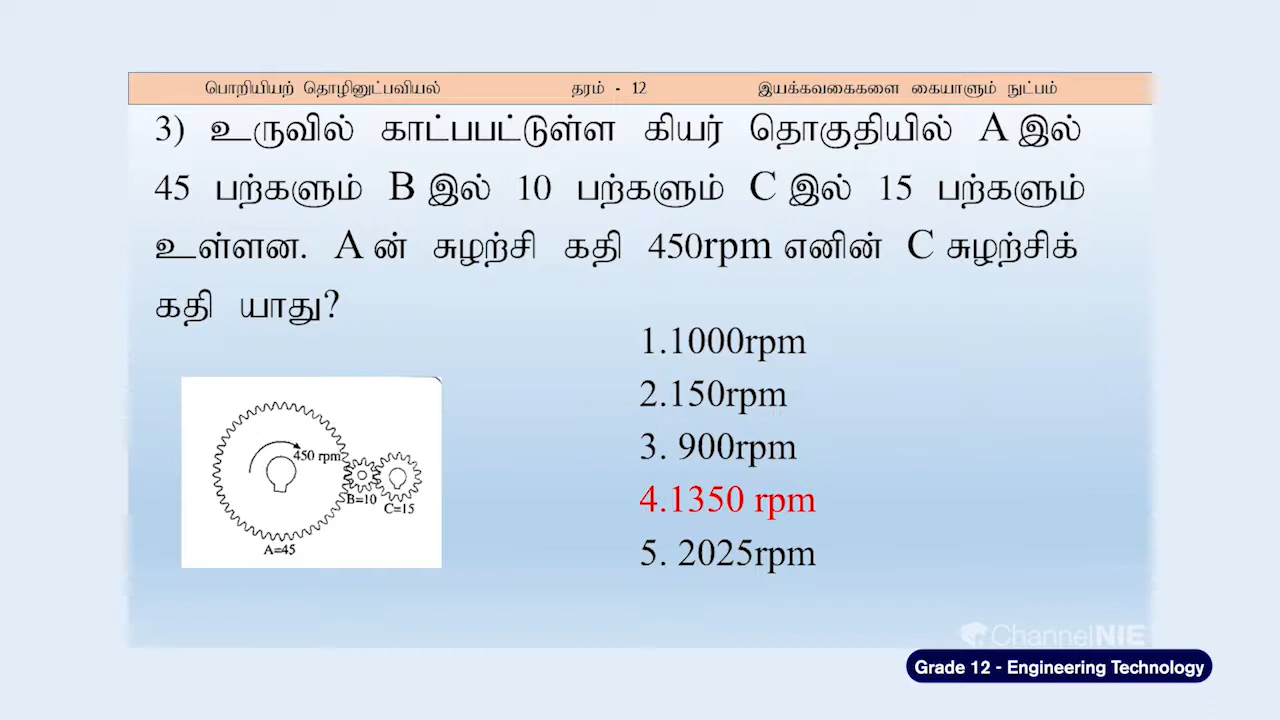 பொறியியற் தொழினுட்பவியல் தரம் - 12 இயக்கவகைகளை கையாளும் நுட்பம்
3) உருவில் காட்பபட்டுள்ள கியர் தொகுதியில் A இல்
45 பற்களும் B இல் 10 பற்களும் C இல் 15 பற்களும்
உள்ளன. A ன் சுழற்சி கதி 450rpm எனின் C சுழற்சிக்
கதி யாது?
1.1000rpm
2.150rpm
3. 900rpm
4.1350 rpm
5. 2025rpm
450 rpm
B=10
C=15
A=45
ChannelNIE
Grade 12 - Engineering Technology